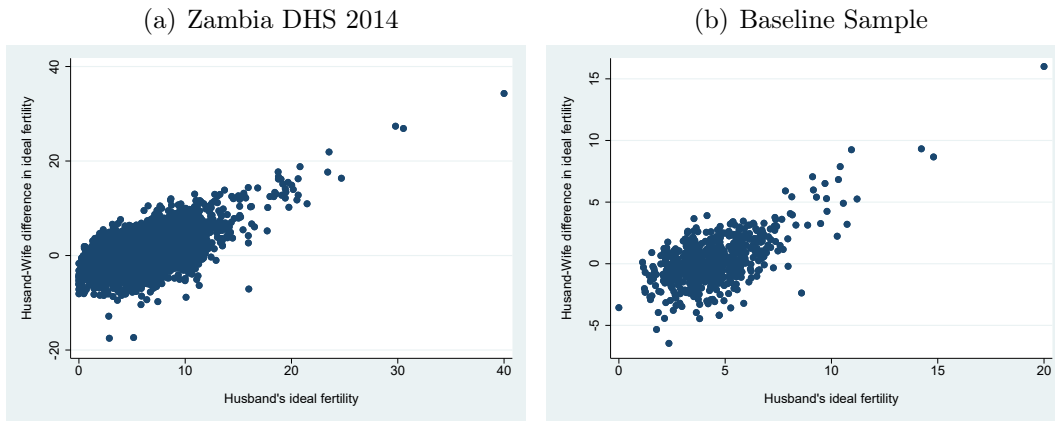 (a) Zambia DHS 2014
(b) Baseline Sample
Husand-Wife difference in ideal fertility
40
20
0
-20
0 10 20 30 40
Husband's ideal fertility
Husand-Wife difference in ideal fertility
15
10
5
0
-5
0 5 10 15 20
Husband's ideal fertility